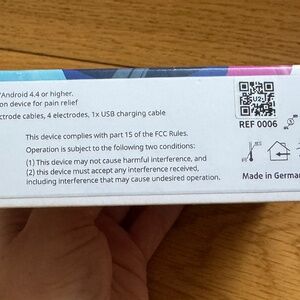 Android 4.4 or higher.
on device for pain relief
ctrode cables, 4 electrodes, 1x USB charging cable
U2
REF 0006
This device complies with part 15 of the FCC Rules.
Operation is subject to the following two conditions:
(1) This device may not cause harmful interference, and
(2) this device must accept any interference received,
including interference that may cause undesired operation.
Made in German